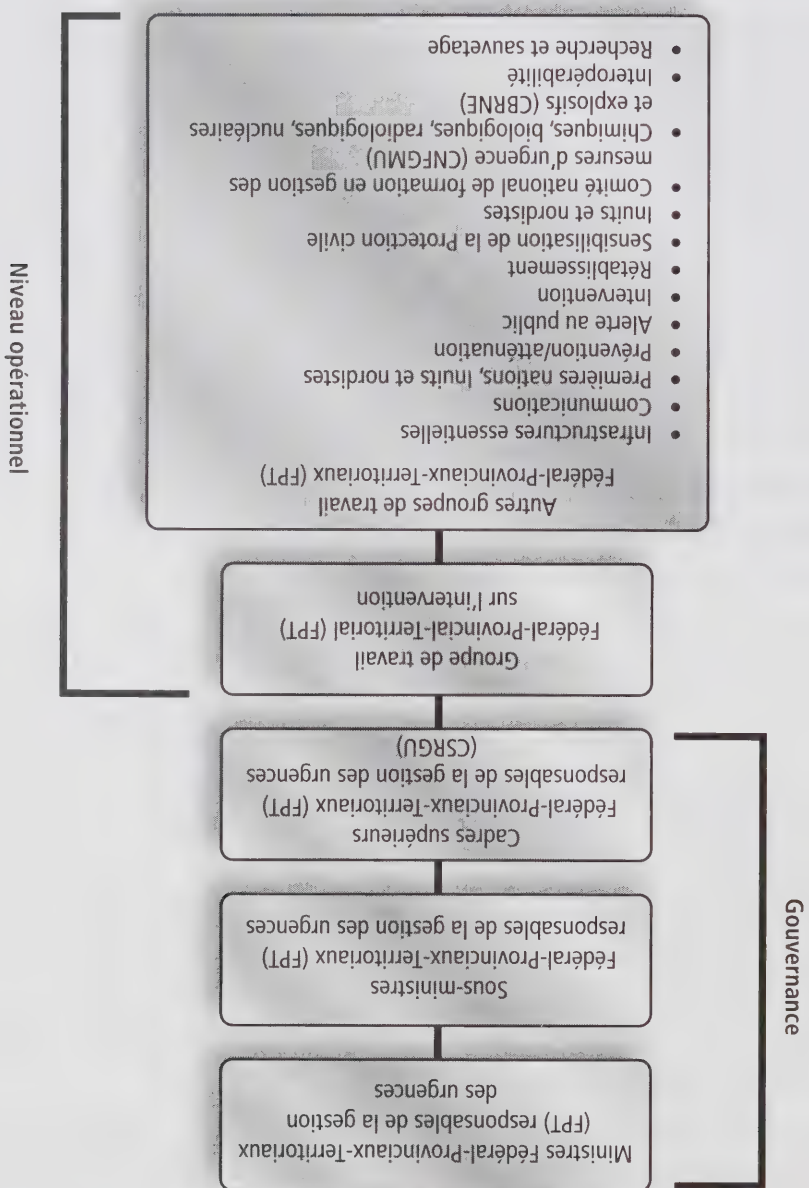 Gouvernance
Ministres Fédéral-Provinciaux-Territoriaux
(FPT) responsables de la gestion
des urgences
Sous-ministres
Fédéral-Provinciaux-Territoriaux (FPT)
responsables de la gestion des urgences
Cadres supérieurs
Fédéral-Provinciaux-Territoriaux (FPT)
responsables de la gestion des urgences
(CSRGU)
Niveau opérationnel
Groupe de travail
Fédéral-Provincial-Territorial (FPT)
sur l'intervention
Autres groupes de travail
Fédéral-Provinciaux-Territoriaux (FPT)
• Infrastructures essentielles
• Communications
• Premières nations, Inuits et nordistes
• Prévention/atténuation
• Alerte au public
• Intervention
• Rétablissement
• Sensibilisation de la Protection civile
Inuits et nordistes
• Comité national de formation en gestion des
mesures d'urgence (CNFGMU)
• Chimiques, biologiques, radiologiques, nucléaires
et explosifs (CBRNE)
• Interopérabilité
• Recherche et sauvetage